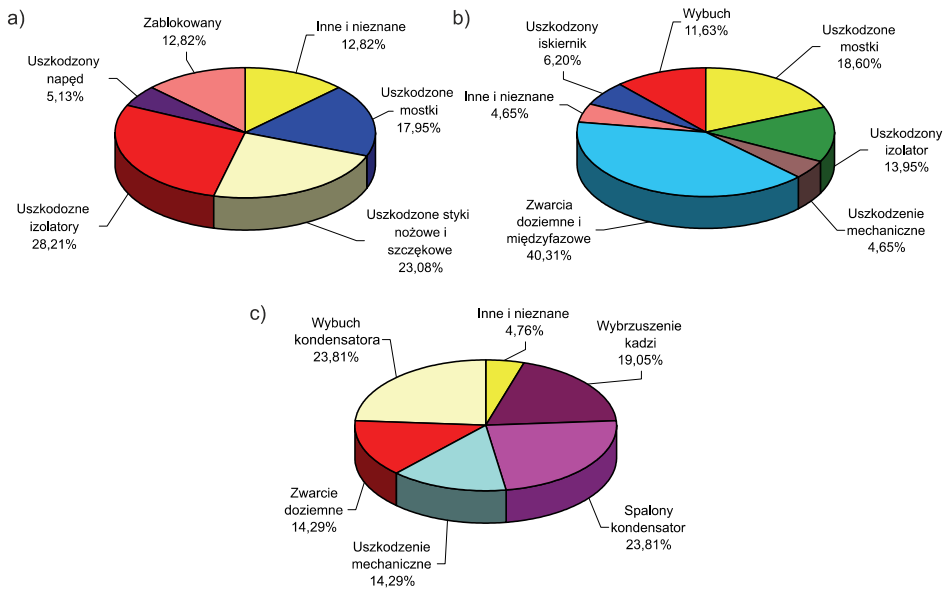 a)
Zablokowany
12,82%
Inne i nieznane
12,82%
Uszkodzone
mostki
17,95%
Uszkodzone styki
nożowe i
szczękowe
23,08%
Uszkodozne
izolatory
28,21%
Uszkodzony
napęd
5,13%
b)
Wybuch
11,63%
Uszkodzone
mostki
18,60%
Uszkodzony
izolator
13,95%
Uszkodzenie
mechaniczne
4,65%
Zwarcia
doziemne i
międzyfazowe
40,31%
Inne i nieznane
4,65%
Uszkodzony
iskiernik
6,20%
c)
Wybuch
kondensatora
23,81%
Inne i nieznane
4,76%
Wybrzuszenie
kadzi
19,05%
Spalony
kondensator
23,81%
Uszkodzenie
mechaniczne
14,29%
Zwarcie
doziemne
14,29%